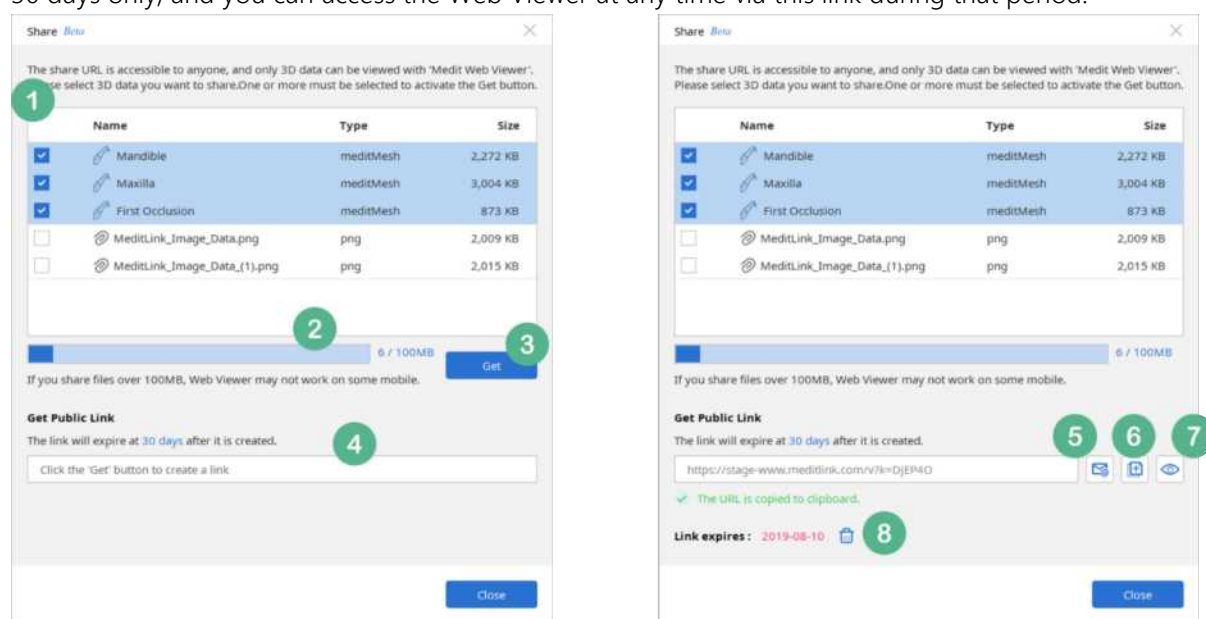 30 days only, and you can access the Web Viewer at any time via this link during that period.
Share Beta
The share URL is accessible to anyone, and only 3D data can be viewed with 'Medit Web Viewer'.
select 3D data you want to share.One or more must be selected to activate the Get button.
1
Name Type Size
Mandible meditMesh 2,272 KB
Maxilla meditMesh 3,004 KB
First Occlusion meditMesh 873 KB
MeditLink_Image_Data.png png 2,009 KB
MeditLink_Image_Data_(1).png png 2,015 KB
2
3
6 / 100MB
Get
If you share files over 100MB, Web Viewer may not work on some mobile.
Get Public Link
The link will expire at 30 days after it is created.
4
Click the 'Get' button to create a link
Close
Share Beta
The share URL is accessible to anyone, and only 3D data can be viewed with 'Medit Web Viewer'.
Please select 3D data you want to share.One or more must be selected to activate the Get button.
Name Type Size
Mandible meditMesh 2,272 KB
Maxilla meditMesh 3,004 KB
First Occlusion meditMesh 873 KB
MeditLink_Image_Data.png png 2,009 KB
MeditLink_Image_Data_(1).png png 2,015 KB
6 / 100MB
If you share files over 100MB, Web Viewer may not work on some mobile.
Get Public Link
The link will expire at 30 days after it is created.
5
6
7
https://stage-www.meditlink.com/v?k=DjEP4O
The URL is copied to clipboard.
Link expires : 2019-08-10
8
Close